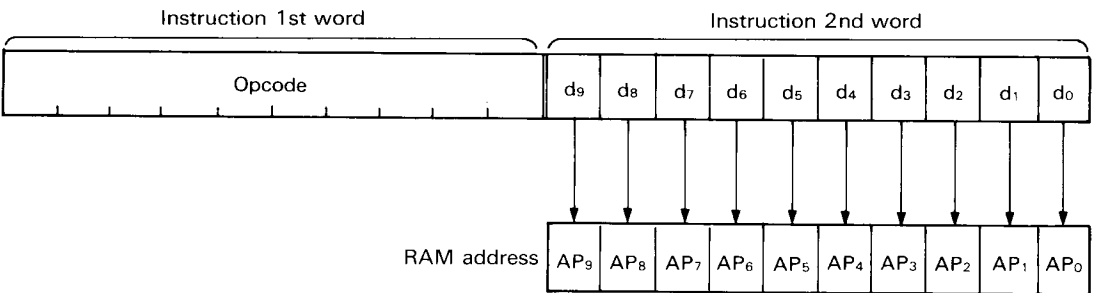 Instruction 1st word Instruction 2nd word
Opcode d₉ d₈ d₇ d₆ d₅ d₄ d₃ d₂ d₁ d₀
RAM address AP₉ AP₈ AP₇ AP₆ AP₅ AP₄ AP₃ AP₂ AP₁ AP₀